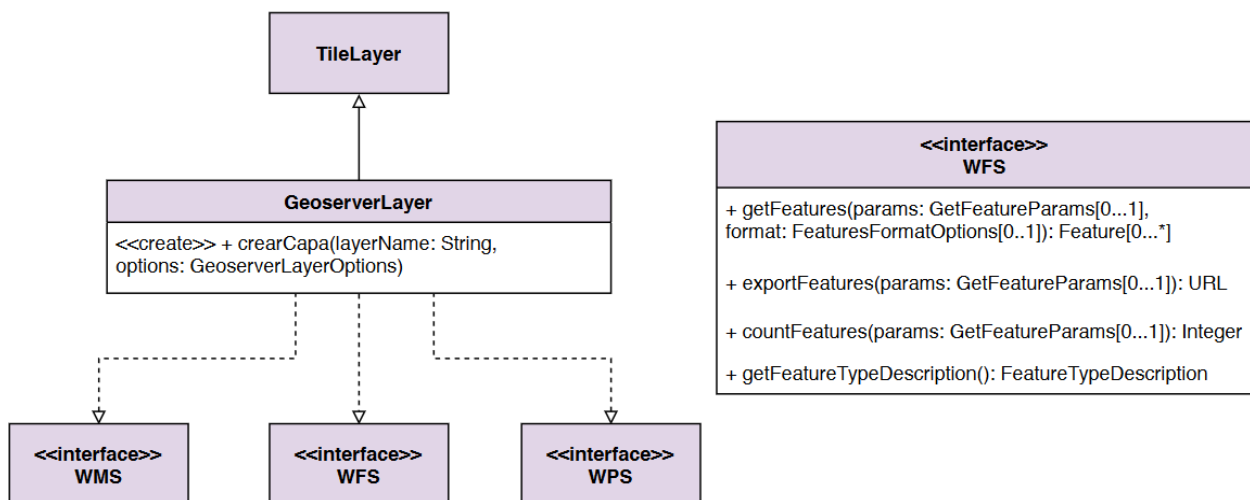 TileLayer
GeoserverLayer
<<create>> + crearCapa(layerName: String,
options: GeoserverLayerOptions)
<<interface>>
WMS
<<interface>>
WFS
<<interface>>
WPS
<<interface>>
WFS
+ getFeatures(params: GetFeatureParams[0...1],
format: FeaturesFormatOptions[0..1]): Feature[0...*]
+ exportFeatures(params: GetFeatureParams[0...1]): URL
+ countFeatures(params: GetFeatureParams[0...1]): Integer
+ getFeatureTypeDescription(): FeatureTypeDescription